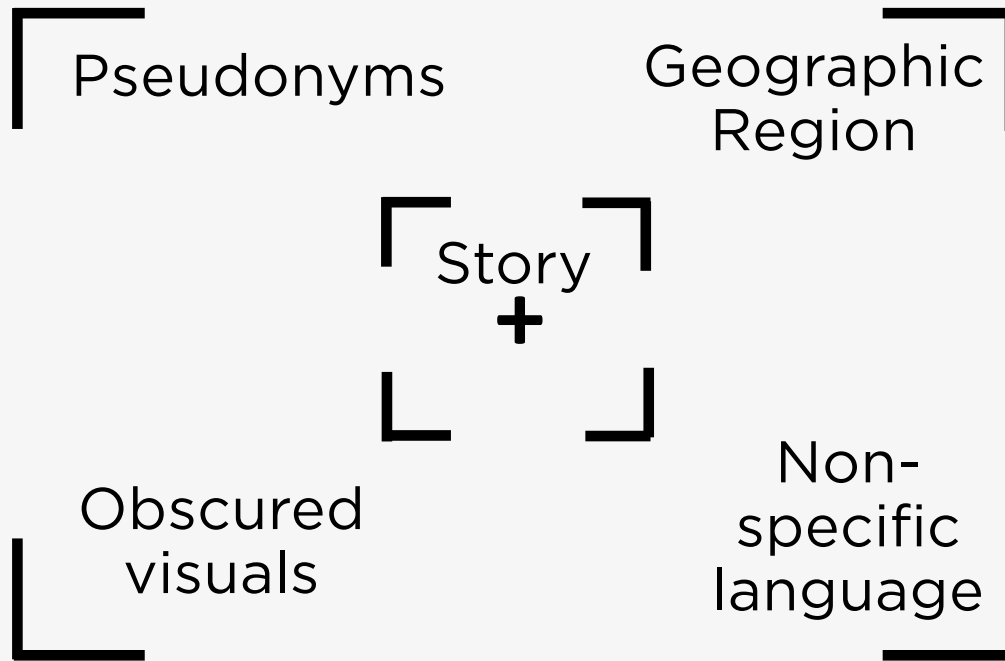 Pseudonyms
Geographic
Region
Story
+
Obscured
visuals
Non-
specific
language